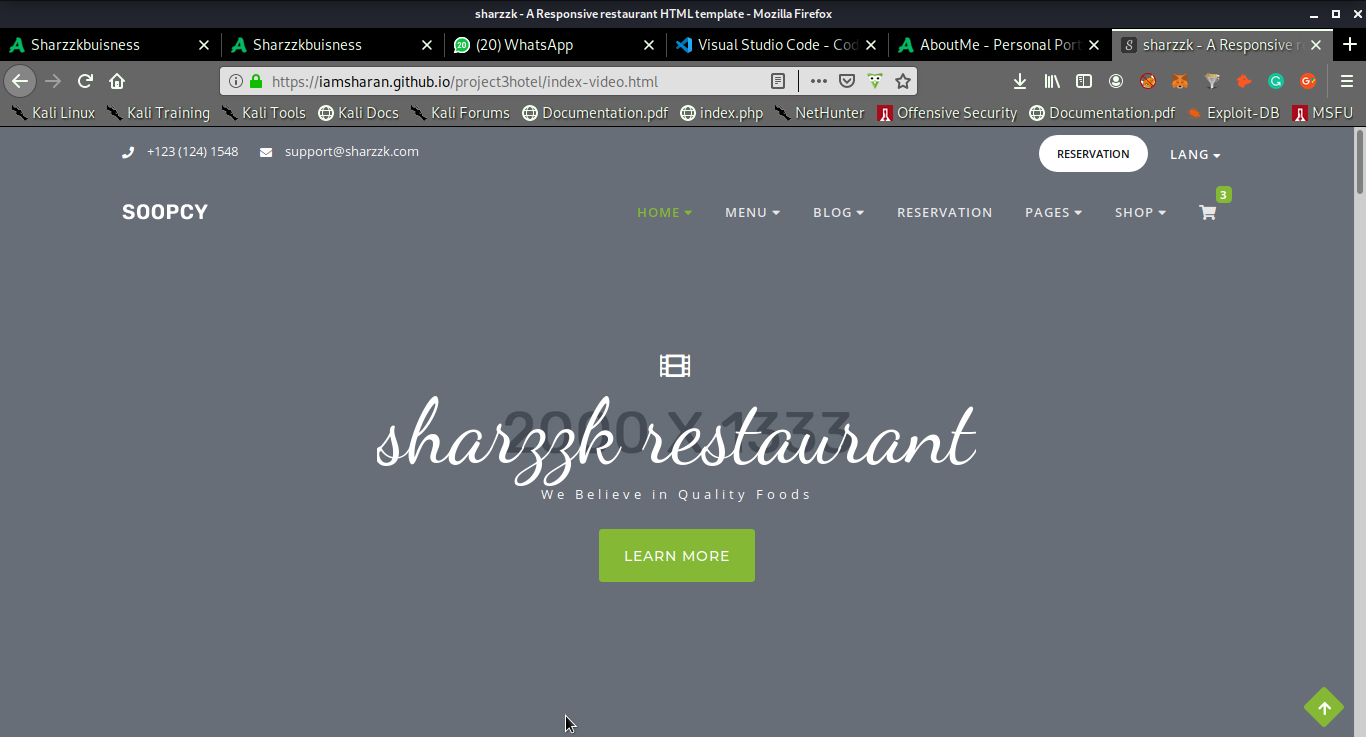 sharzzk - A Responsive restaurant HTML template - Mozilla Firefox
Sharzzkbuisness
Sharzzkbuisness
20
(20) WhatsApp
Visual Studio Code - Cod
AboutMe - Personal Port
sharzzk - A Responsive r
https://iamsharan.github.io/project3hotel/index-video.html
Kali Linux
Kali Training
Kali Tools
Kali Docs
Kali Forums
Documentation.pdf
index.php
NetHunter
Offensive Security
Documentation.pdf
Exploit-DB
MSFU
+123 (124) 1548
support@sharzzk.com
RESERVATION
LANG
3
SOOPCY
HOME
MENU
BLOG
RESERVATION
PAGES
SHOP
2000 X 1333
sharzzk restaurant
We Believe in Quality Foods
LEARN MORE